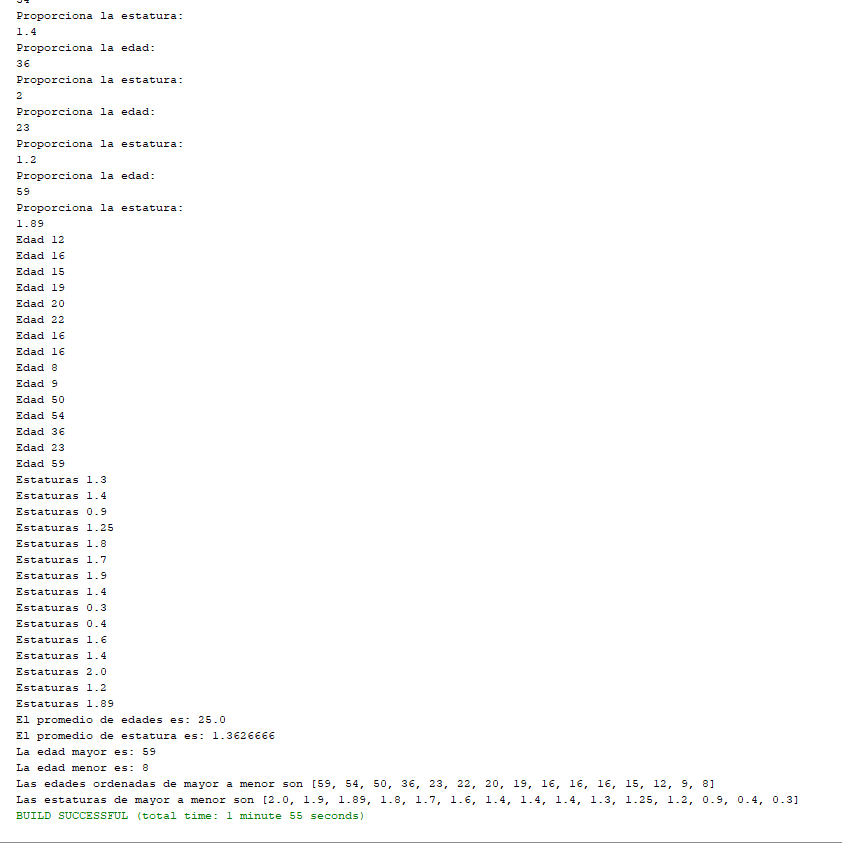 54
Proporciona la estatura:
1.4
Proporciona la edad:
36
Proporciona la estatura:
2
Proporciona la edad:
23
Proporciona la estatura:
1.2
Proporciona la edad:
59
Proporciona la estatura:
1.89
Edad 12
Edad 16
Edad 15
Edad 19
Edad 20
Edad 22
Edad 16
Edad 16
Edad 8
Edad 9
Edad 50
Edad 54
Edad 36
Edad 23
Edad 59
Estaturas 1.3
Estaturas 1.4
Estaturas 0.9
Estaturas 1.25
Estaturas 1.8
Estaturas 1.7
Estaturas 1.9
Estaturas 1.4
Estaturas 0.3
Estaturas 0.4
Estaturas 1.6
Estaturas 1.4
Estaturas 2.0
Estaturas 1.2
Estaturas 1.89
El promedio de edades es: 25.0
El promedio de estatura es: 1.3626666
La edad mayor es: 59
La edad menor es: 8
Las edades ordenadas de mayor a menor son [59, 54, 50, 36, 23, 22, 20, 19, 16, 16, 16, 15, 12, 9, 8]
Las estaturas de mayor a menor son [2.0, 1.9, 1.89, 1.8, 1.7, 1.6, 1.4, 1.4, 1.4, 1.3, 1.25, 1.2, 0.9, 0.4, 0.3]
BUILD SUCCESSFUL (total time: 1 minute 55 seconds)